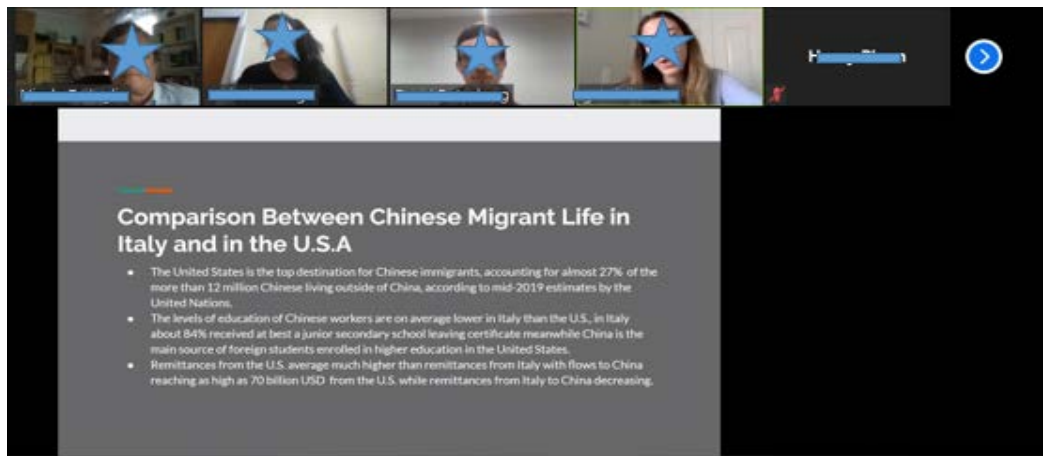 Comparison Between Chinese Migrant Life in
Italy and in the U.S.A
• The United States is the top destination for Chinese immigrants, accounting for almost 27% of the
more than 12 million Chinese living outside of China, according to mid-2019 estimates by the
United Nations.
• The levels of education of Chinese workers are on average lower in Italy than the U.S., in Italy
about 84% received at best a junior secondary school leaving certificate meanwhile China is the
main source of foreign students enrolled in higher education in the United States.
• Remittances from the U.S. average much higher than remittances from Italy with flows to China
reaching as high as 70 billion USD from the U.S. while remittances from Italy to China decreasing.